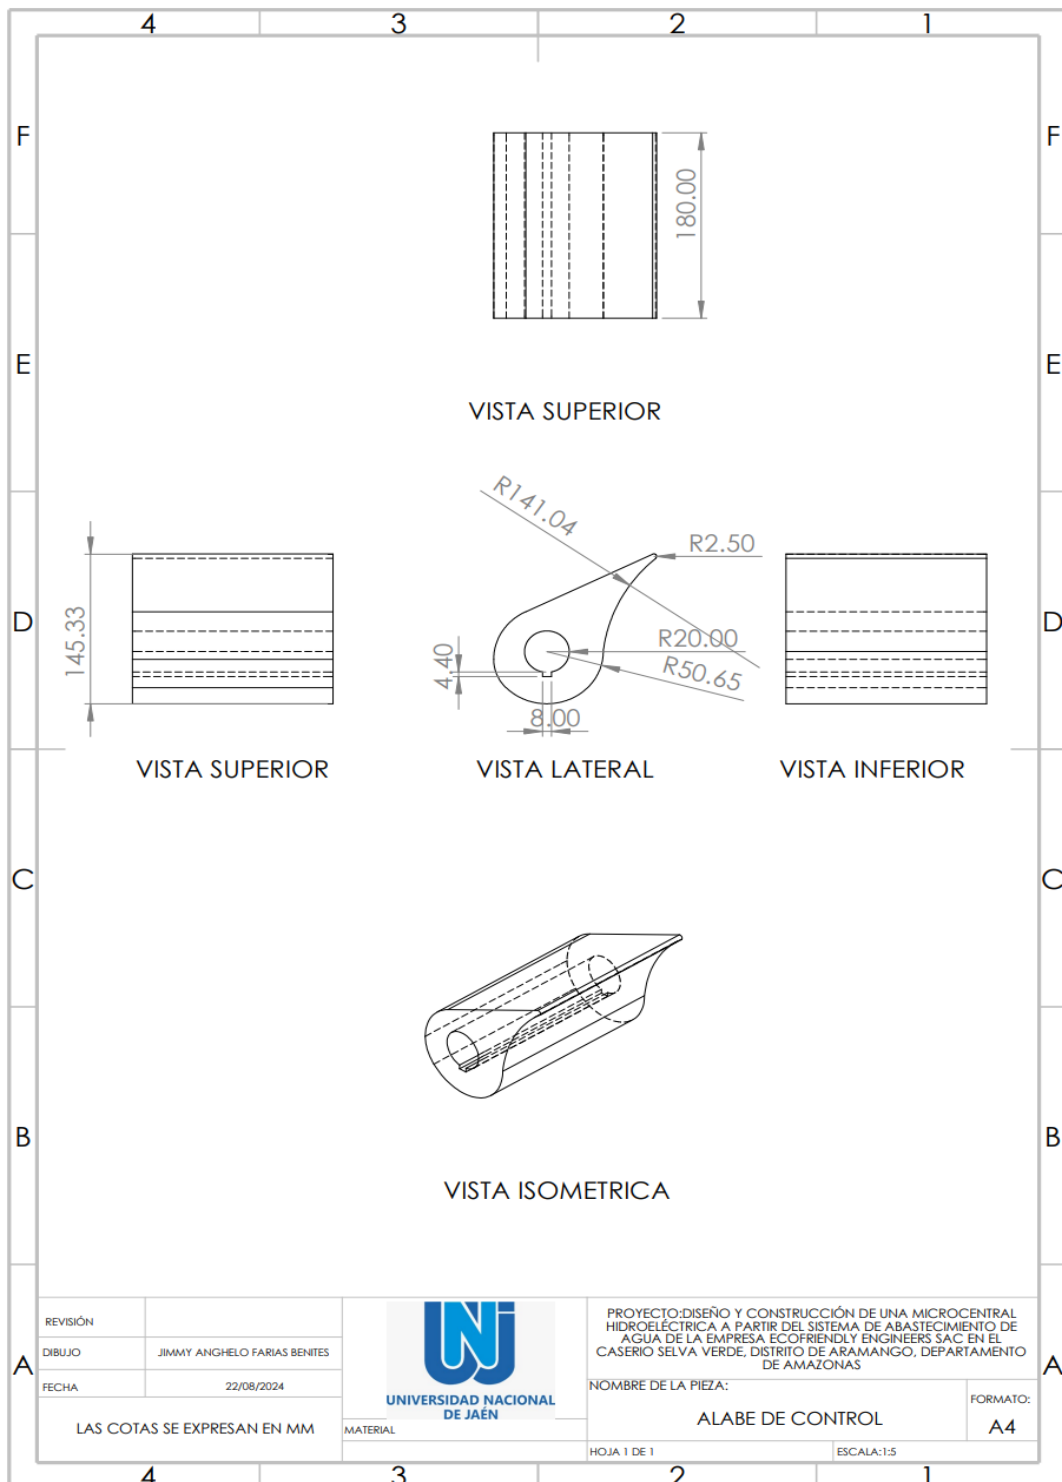 4 3 2 1
F F
180.00
E E
VISTA SUPERIOR
R141.04
R2.50
D D
145.33
R20.00
4.40
R50.65
8.00
VISTA SUPERIOR
VISTA LATERAL
VISTA INFERIOR
C C
B B
VISTA ISOMETRICA
A A
REVISIÓN
DIBUJO JIMMY ANGHELO FARIAS BENITES
FECHA 22/08/2024
LAS COTAS SE EXPRESAN EN MM
UNJ
UNIVERSIDAD NACIONAL
DE JAÉN
MATERIAL
PROYECTO:DISEÑO Y CONSTRUCCIÓN DE UNA MICROCENTRAL
HIDROELÉCTRICA A PARTIR DEL SISTEMA DE ABASTECIMIENTO DE
AGUA DE LA EMPRESA ECOFRIENDLY ENGINEERS SAC EN EL
CASERIO SELVA VERDE, DISTRITO DE ARAMANGO, DEPARTAMENTO
DE AMAZONAS
NOMBRE DE LA PIEZA:
ALABE DE CONTROL
FORMATO:
A4
HOJA 1 DE 1
ESCALA:1:5
4 3 2 1